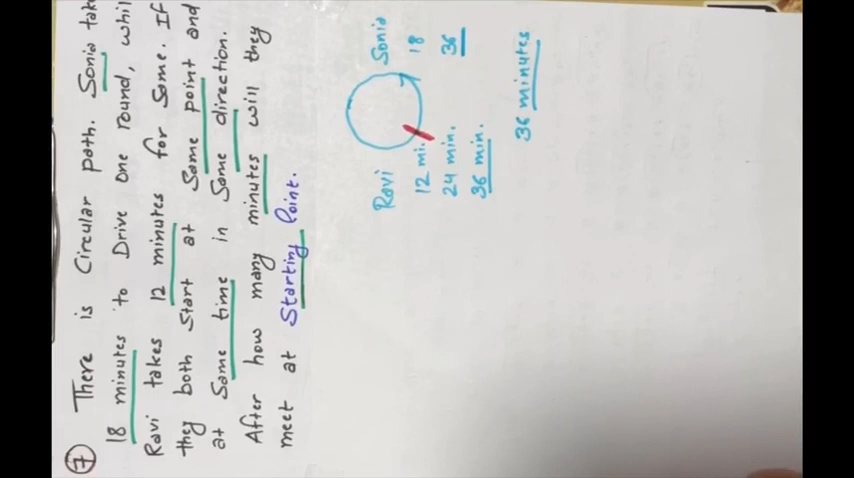 7 There is Circular path. Sonia
18 minutes to Drive One round, whil
Ravi takes 12 minutes for Same. If
they both Start at Same point and
at Same time in Same direction.
After how many minutes will they
meet at Starting Point.
Ravi Sonia
12 mi. 18
24 min. 36
36 min.
36 minutes